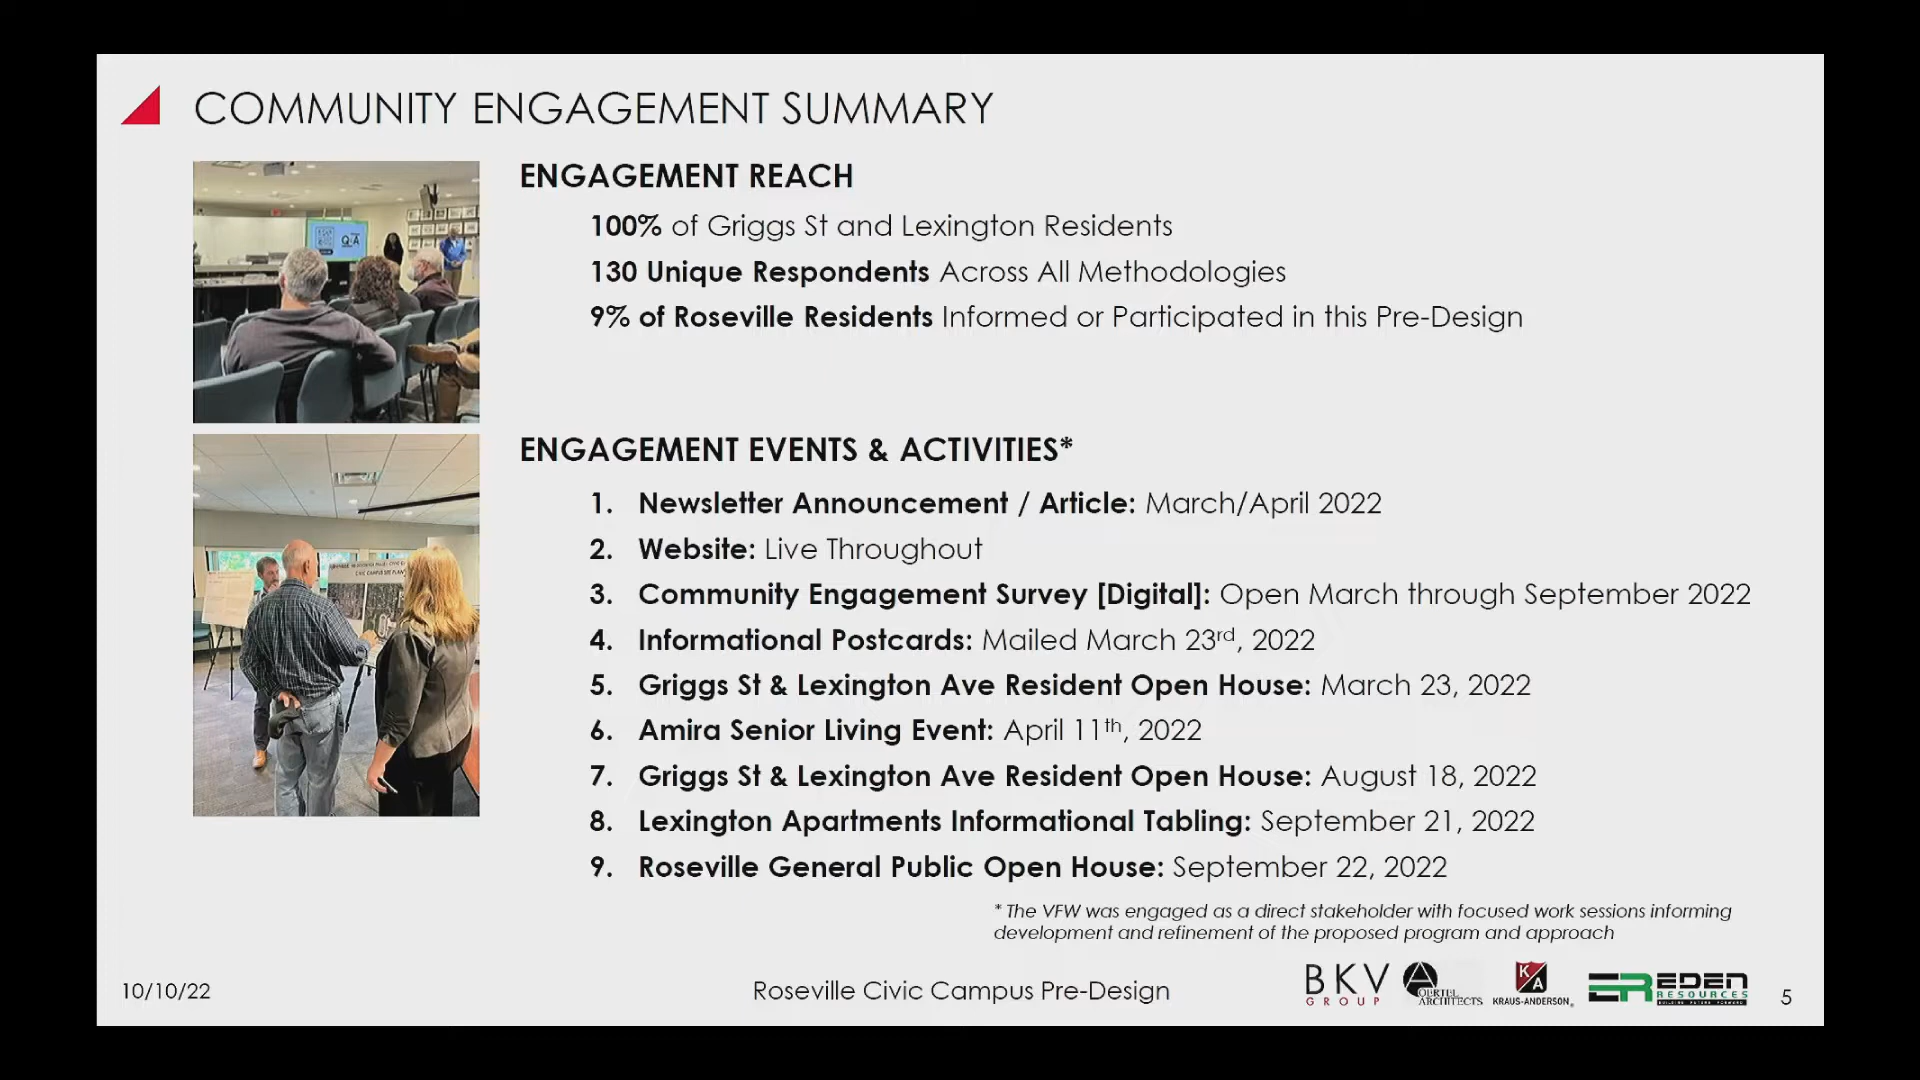 COMMUNITY ENGAGEMENT SUMMARY
ENGAGEMENT REACH
100% of Griggs St and Lexington Residents
130 Unique Respondents Across All Methodologies
9% of Roseville Residents Informed or Participated in this Pre-Design
Q&A
ENGAGEMENT EVENTS & ACTIVITIES*
1. Newsletter Announcement / Article: March/April 2022
2. Website: Live Throughout
3. Community Engagement Survey [Digital]: Open March through September 2022
4. Informational Postcards: Mailed March 23rd, 2022
5. Griggs St & Lexington Ave Resident Open House: March 23, 2022
6. Amira Senior Living Event: April 11th, 2022
7. Griggs St & Lexington Ave Resident Open House: August 18, 2022
8. Lexington Apartments Informational Tabling: September 21, 2022
9. Roseville General Public Open House: September 22, 2022
* The VFW was engaged as a direct stakeholder with focused work sessions informing
development and refinement of the proposed program and approach
10/10/22
Roseville Civic Campus Pre-Design
BKV
GROUP
OERTEL
ARCHITECTS
KA
KRAUS-ANDERSON
ER EDEN
RESOURCES
BUILDING FUTURE FORWARD
5